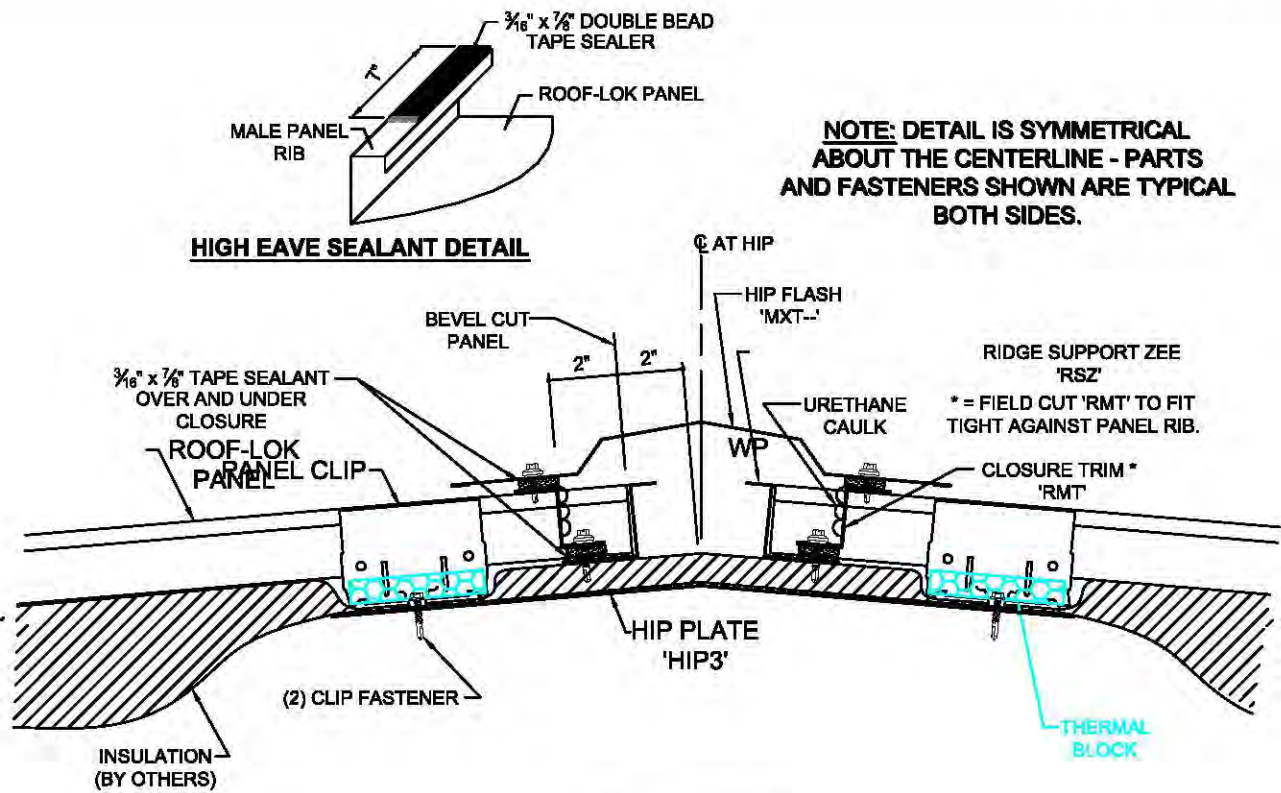 3/16" x 7/8" DOUBLE BEAD
TAPE SEALER
7"
ROOF-LOK PANEL
MALE PANEL
RIB
HIGH EAVE SEALANT DETAIL
NOTE: DETAIL IS SYMMETRICAL
ABOUT THE CENTERLINE - PARTS
AND FASTENERS SHOWN ARE TYPICAL
BOTH SIDES.
℄ AT HIP
HIP FLASH
'MXT--'
BEVEL CUT
PANEL
2"
2"
3/16" x 7/8" TAPE SEALANT
OVER AND UNDER
CLOSURE
ROOF-LOK
PANEL
PANEL CLIP
URETHANE
CAULK
WP
RIDGE SUPPORT ZEE
'RSZ'
* = FIELD CUT 'RMT' TO FIT
TIGHT AGAINST PANEL RIB.
CLOSURE TRIM *
'RMT'
HIP PLATE
'HIP3'
(2) CLIP FASTENER
INSULATION
(BY OTHERS)
THERMAL
BLOCK